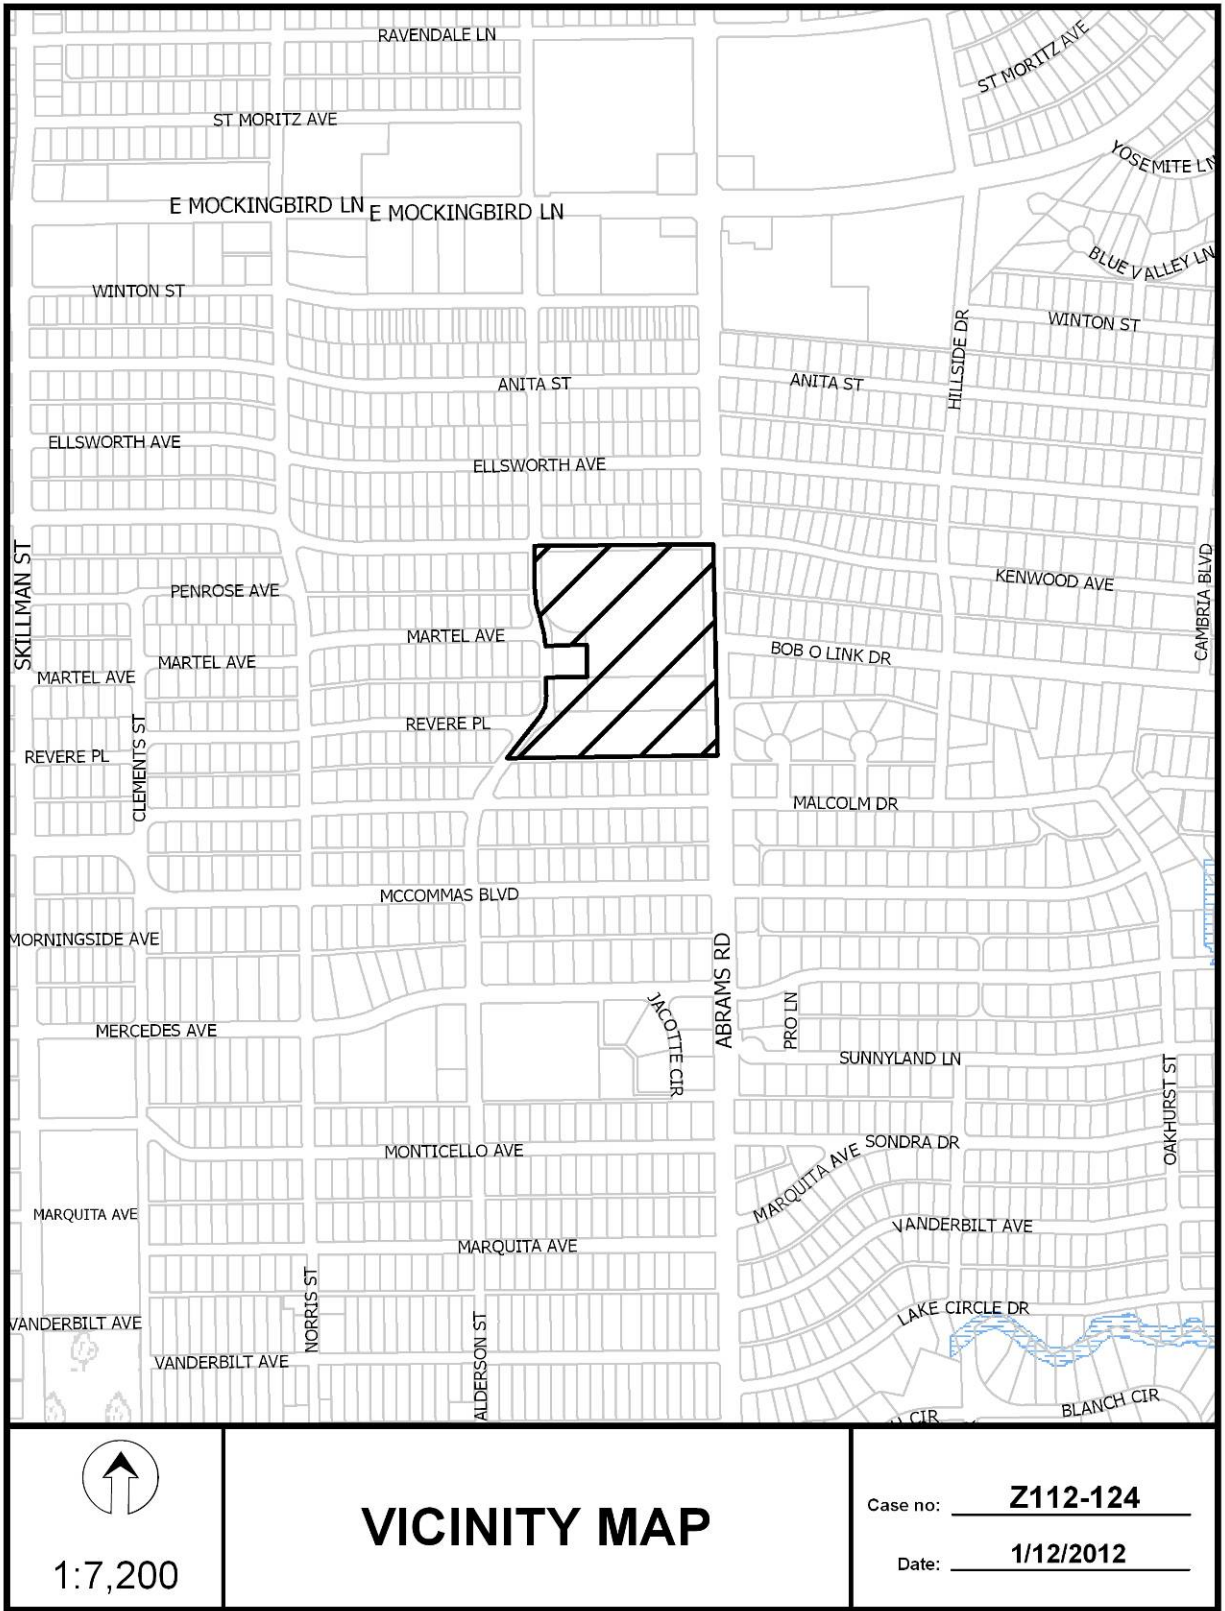 RAVENDALE LN
ST MORITZ AVE
ST MORITZ AVE
YOSEMITE LN
E MOCKINGBIRD LN
E MOCKINGBIRD LN
BLUE VALLEY LN
WINTON ST
WINTON ST
HILLSIDE DR
ANITA ST
ANITA ST
ELLSWORTH AVE
ELLSWORTH AVE
SKILLMAN ST
PENROSE AVE
KENWOOD AVE
CAMBRIA BLVD
MARTEL AVE
MARTEL AVE
MARTEL AVE
BOB O LINK DR
REVERE PL
REVERE PL
CLEMENTS ST
MALCOLM DR
MCCOMMAS BLVD
MORNINGSIDE AVE
ABRAMS RD
JACOTTE CIR
PRO LN
MERCEDES AVE
SUNNYLAND LN
OAKHURST ST
MONTICELLO AVE
SONDRA DR
MARQUITA AVE
MARQUITA AVE
VANDERBILT AVE
MARQUITA AVE
NORRIS ST
LAKE CIRCLE DR
VANDERBILT AVE
VANDERBILT AVE
ALDERSON ST
BLANCH CIR
CIR
1:7,200
VICINITY MAP
Case no: Z112-124
Date: 1/12/2012